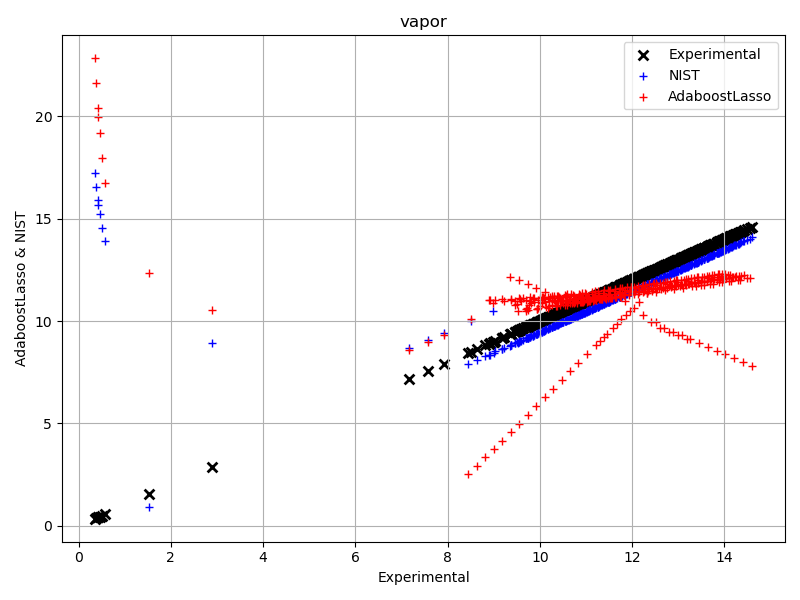 vapor
Experimental
NIST
AdaboostLasso
AdaboostLasso & NIST
20
15
10
5
0
0 2 4 6 8 10 12 14
Experimental